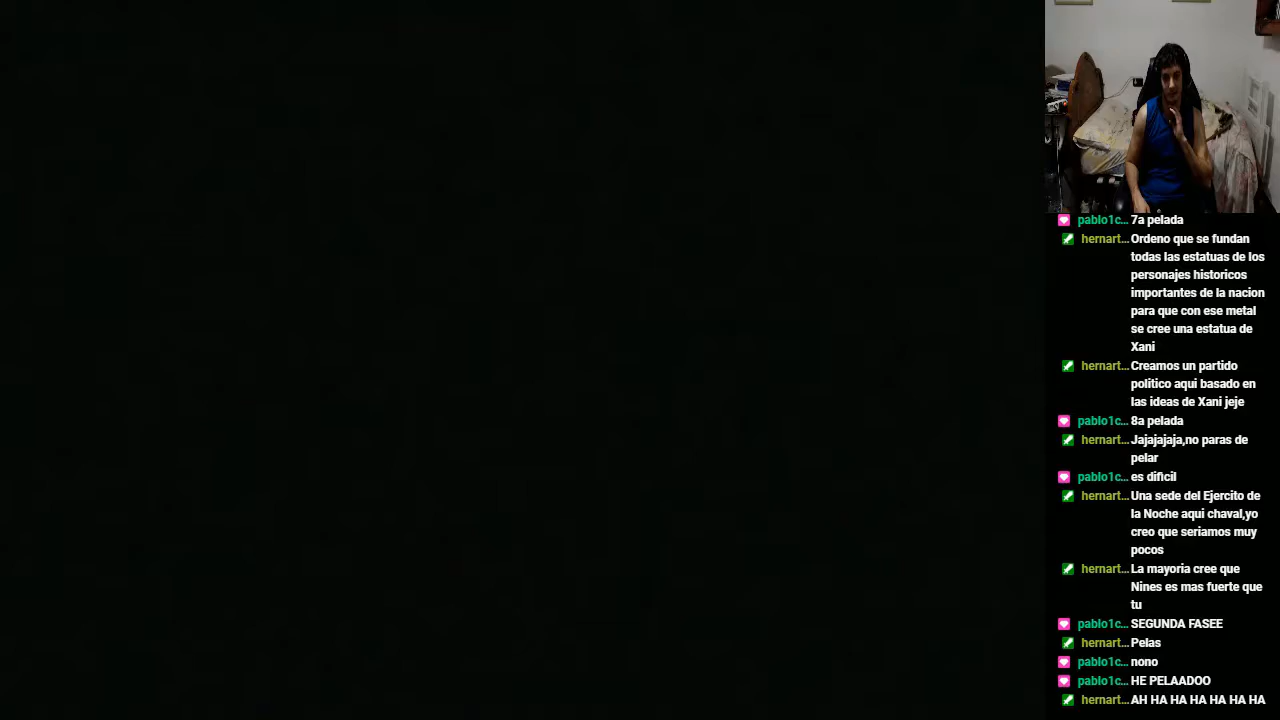 pablo1c... 7a pelada
hernart... Ordeno que se fundan
todas las estatuas de los
personajes historicos
importantes de la nacion
para que con ese metal
se cree una estatua de
Xani
hernart... Creamos un partido
politico aqui basado en
las ideas de Xani jeje
pablo1c... 8a pelada
hernart... Jajajajaja,no paras de
pelar
pablo1c... es dificil
hernart... Una sede del Ejercito de
la Noche aqui chaval,yo
creo que seriamos muy
pocos
hernart... La mayoria cree que
Nines es mas fuerte que
tu
pablo1c... SEGUNDA FASEE
hernart... Pelas
pablo1c... nono
pablo1c... HE PELAADOO
hernart... AH HA HA HA HA HA HA